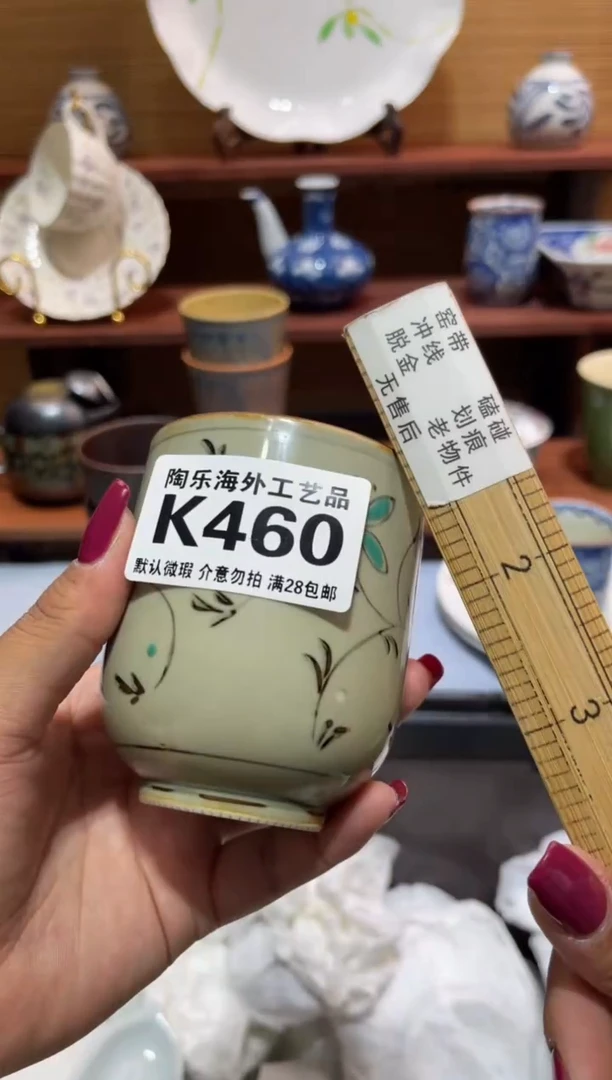 陶乐海外工艺品
K460
默认微瑕 介意勿拍 满28包邮
窑带 磕碰
冲线 划痕
脱金 老物件
无售后
2
3